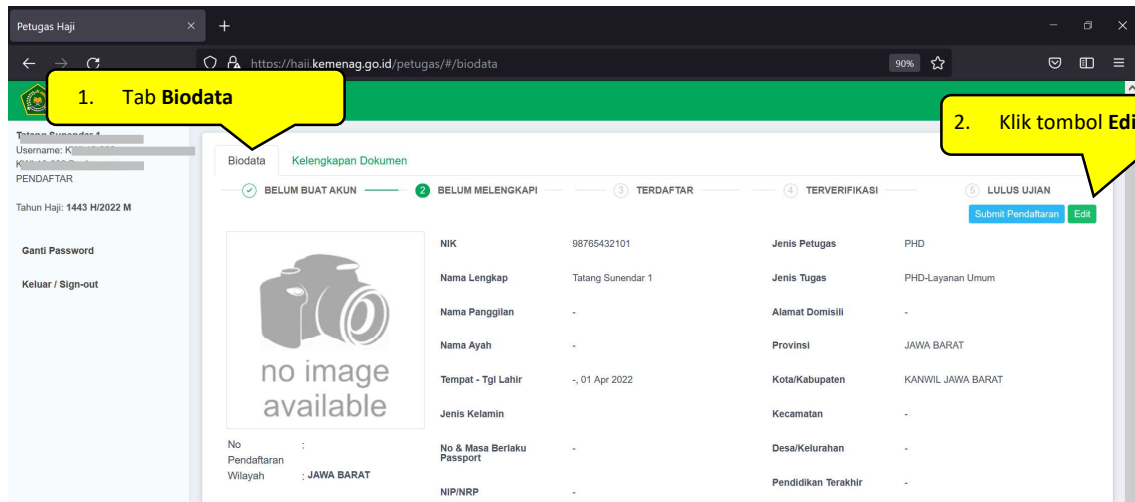 Petugas Haji
https://haji.kemenag.go.id/petugas/#/biodata
90%
1. Tab Biodata
2. Klik tombol Edi
Tatang Sunendar 1
Username: K
PENDAFTAR
Tahun Haji: 1443 H/2022 M
Ganti Password
Keluar / Sign-out
Biodata Kelengkapan Dokumen
BELUM BUAT AKUN 2 BELUM MELENGKAPI 3 TERDAFTAR 4 TERVERIFIKASI 5 LULUS UJIAN
Submit Pendaftaran Edit
no image
available
No Pendaftaran :
Wilayah : JAWA BARAT
NIK 98765432101 Jenis Petugas PHD
Nama Lengkap Tatang Sunendar 1 Jenis Tugas PHD-Layanan Umum
Nama Panggilan - Alamat Domisili -
Nama Ayah - Provinsi JAWA BARAT
Tempat - Tgl Lahir -, 01 Apr 2022 Kota/Kabupaten KANWIL JAWA BARAT
Jenis Kelamin Kecamatan -
No & Masa Berlaku Passport - Desa/Kelurahan -
NIP/NRP - Pendidikan Terakhir -